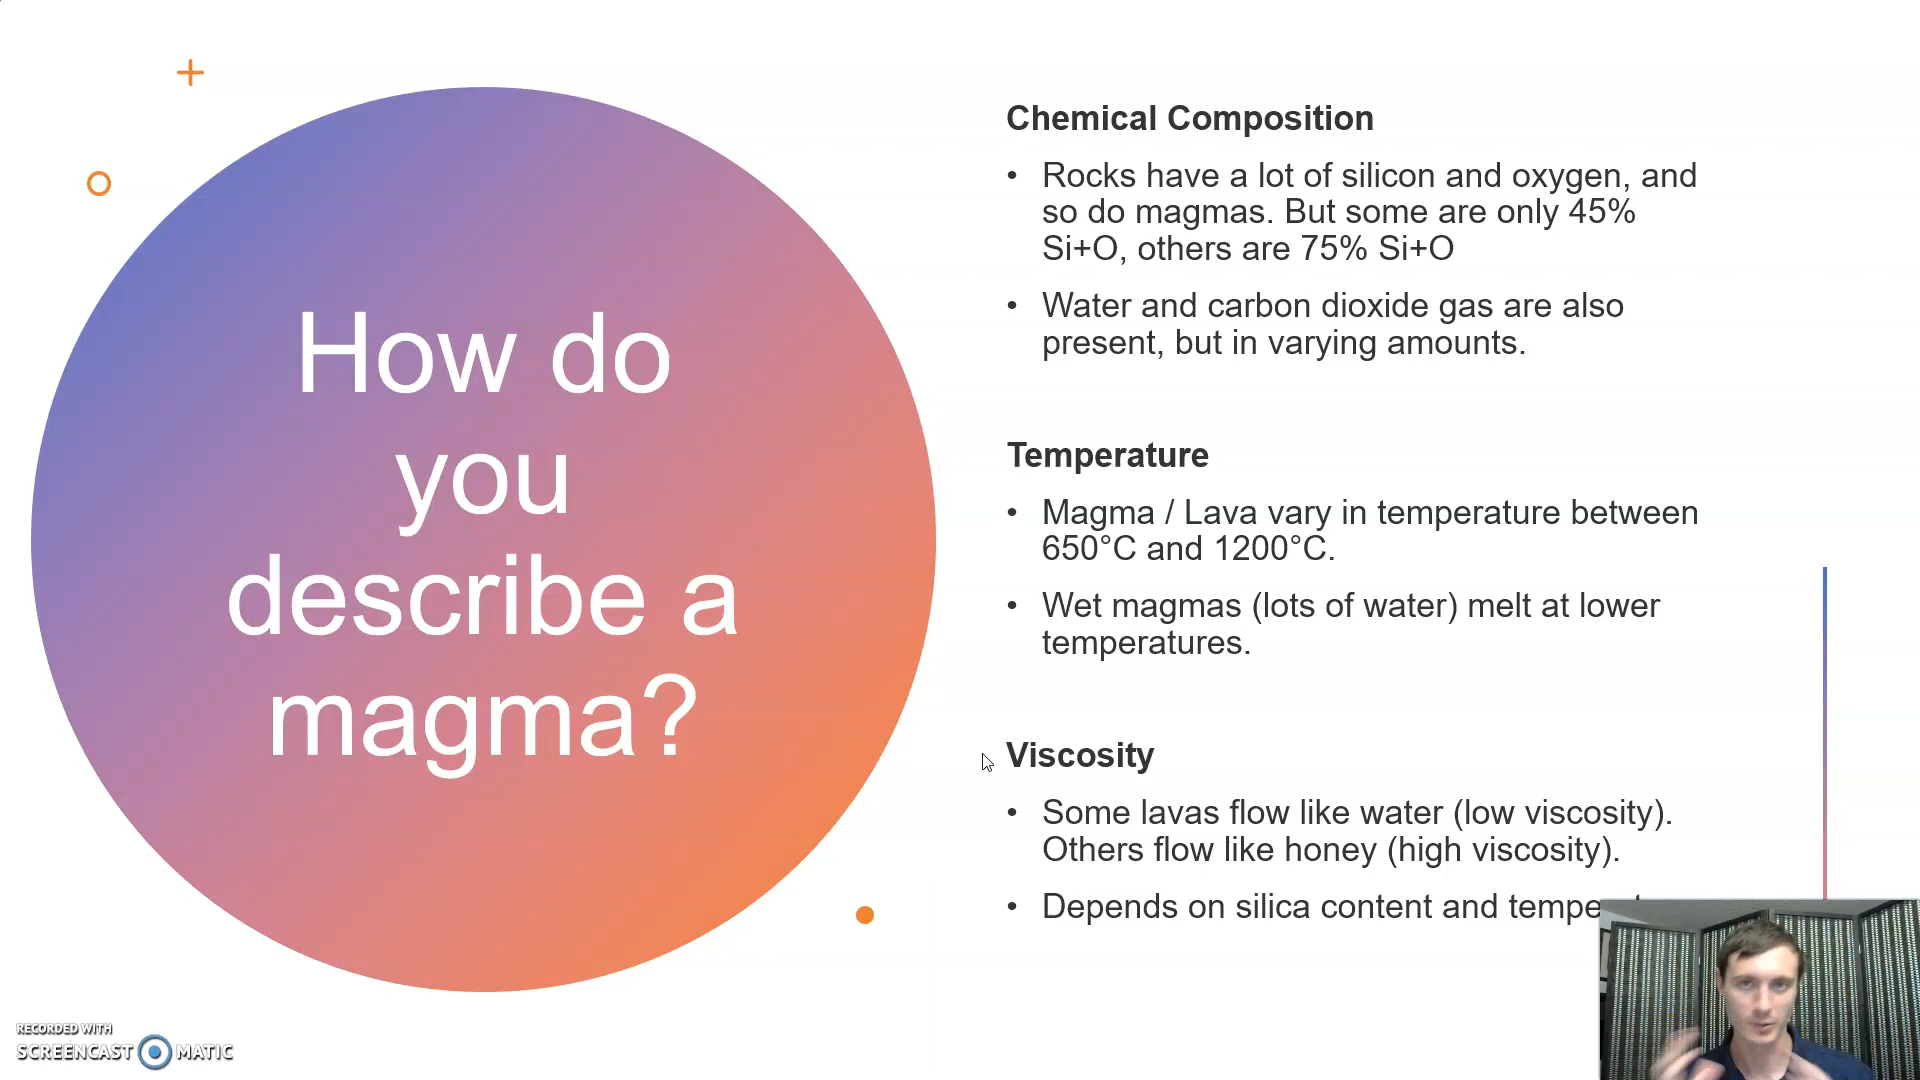 How do
you
describe a
magma?
Chemical Composition
• Rocks have a lot of silicon and oxygen, and
so do magmas. But some are only 45%
Si+O, others are 75% Si+O
• Water and carbon dioxide gas are also
present, but in varying amounts.
Temperature
• Magma / Lava vary in temperature between
650°C and 1200°C.
• Wet magmas (lots of water) melt at lower
temperatures.
Viscosity
• Some lavas flow like water (low viscosity).
Others flow like honey (high viscosity).
• Depends on silica content and
RECORDED WITH
SCREENCAST MATIC